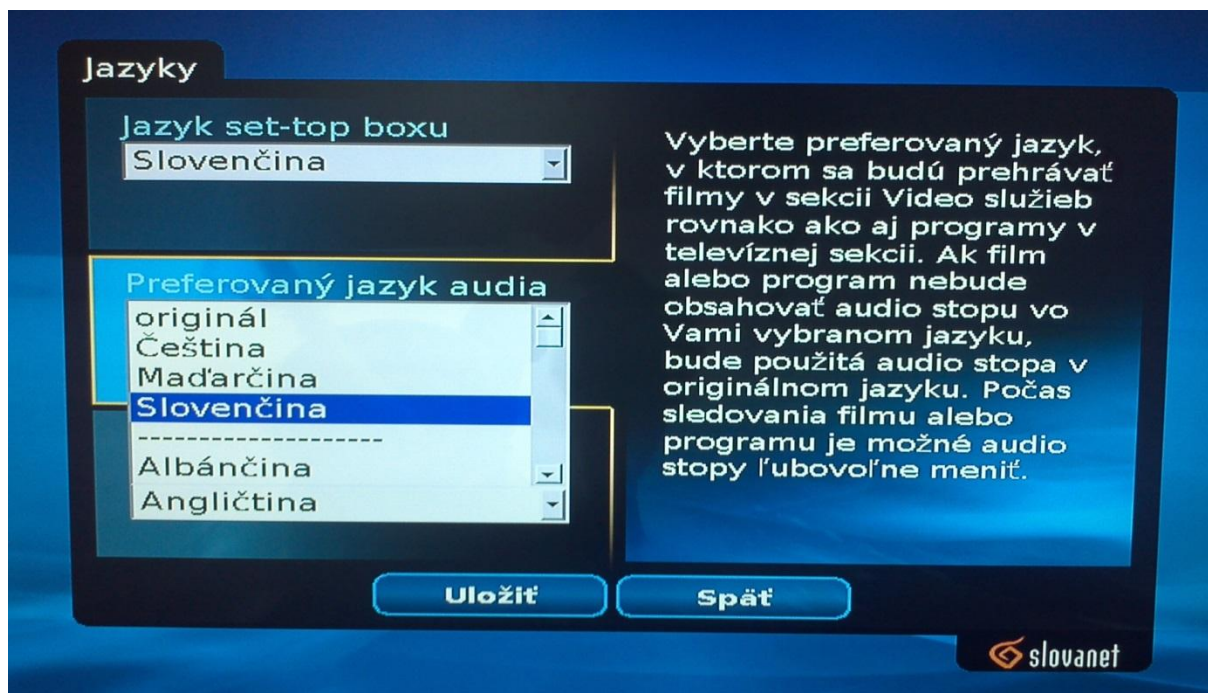 Jazyky
Jazyk set-top boxu
Slovenčina
Preferovaný jazyk audia
originál
Čeština
Maďarčina
Slovenčina
--------------------
Albánčina
Angličtina
Vyberte preferovaný jazyk,
v ktorom sa budú prehrávať
filmy v sekcii Video služieb
rovnako ako aj programy v
televíznej sekcii. Ak film
alebo program nebude
obsahovať audio stopu vo
Vami vybranom jazyku,
bude použitá audio stopa v
originálnom jazyku. Počas
sledovania filmu alebo
programu je možné audio
stopy ľubovoľne meniť.
Uložiť
Späť
slovanet